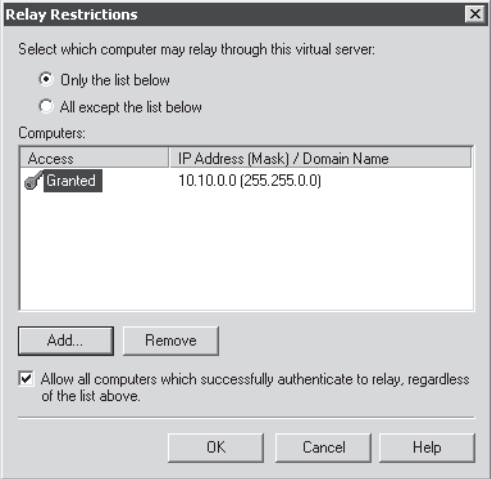 Relay Restrictions
Select which computer may relay through this virtual server:
Only the list below
All except the list below
Computers:
Access IP Address (Mask) / Domain Name
Granted 10.10.0.0 (255.255.0.0)
Add... Remove
Allow all computers which successfully authenticate to relay, regardless
of the list above.
OK Cancel Help